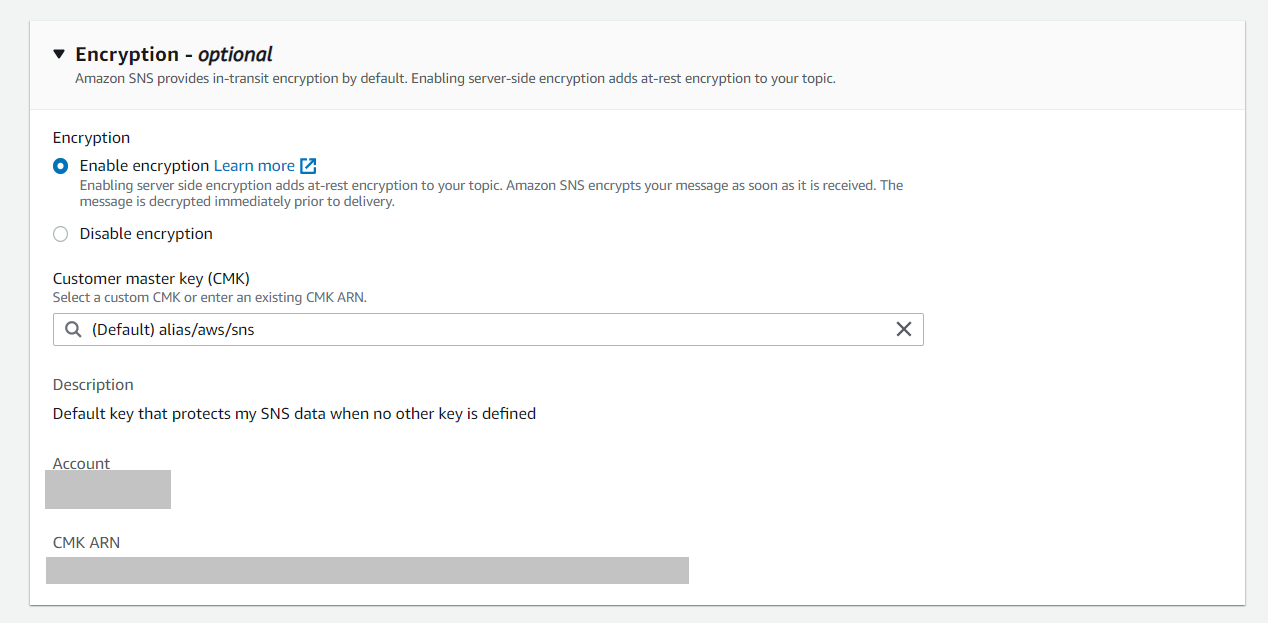 Encryption - optional
Amazon SNS provides in-transit encryption by default. Enabling server-side encryption adds at-rest encryption to your topic.
Encryption
Enable encryption Learn more
Enabling server side encryption adds at-rest encryption to your topic. Amazon SNS encrypts your message as soon as it is received. The
message is decrypted immediately prior to delivery.
Disable encryption
Customer master key (CMK)
Select a custom CMK or enter an existing CMK ARN.
(Default) alias/aws/sns
Description
Default key that protects my SNS data when no other key is defined
Account
CMK ARN